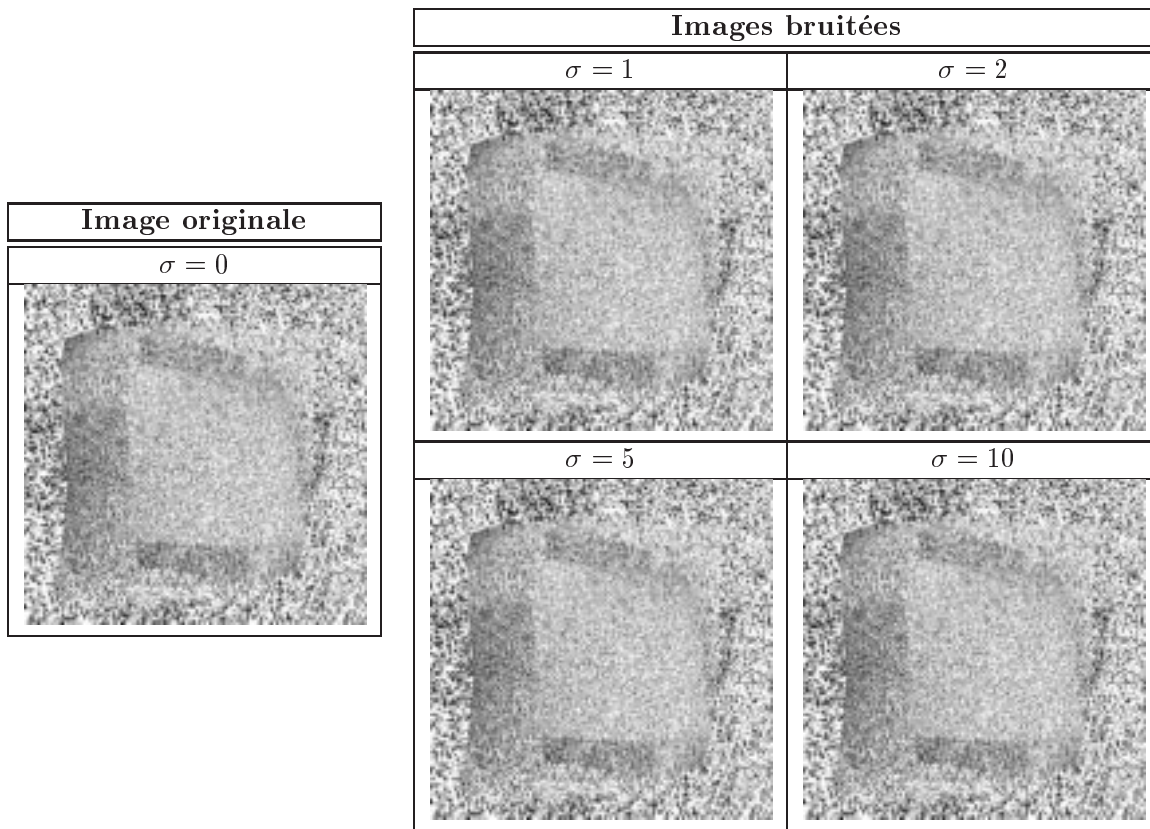 Images bruitées
σ = 1
σ = 2
Image originale
σ = 0
σ = 5
σ = 10